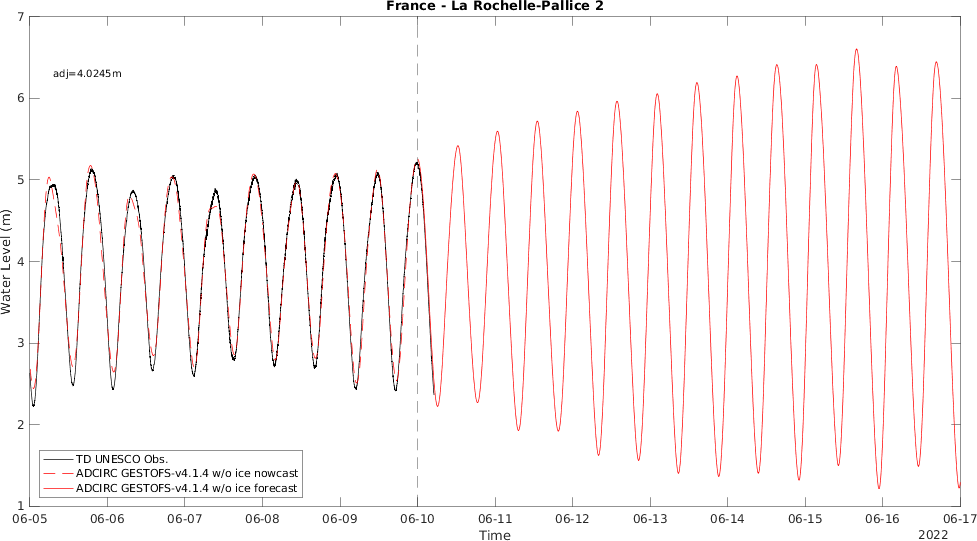 France - La Rochelle-Pallice 2
adj=4.0245m
7
6
5
4
3
2
1
Water Level (m)
TD UNESCO Obs.
ADCIRC GESTOFS-v4.1.4 w/o ice nowcast
ADCIRC GESTOFS-v4.1.4 w/o ice forecast
06-05 06-06 06-07 06-08 06-09 06-10 06-11 06-12 06-13 06-14 06-15 06-16 06-17
Time
2022